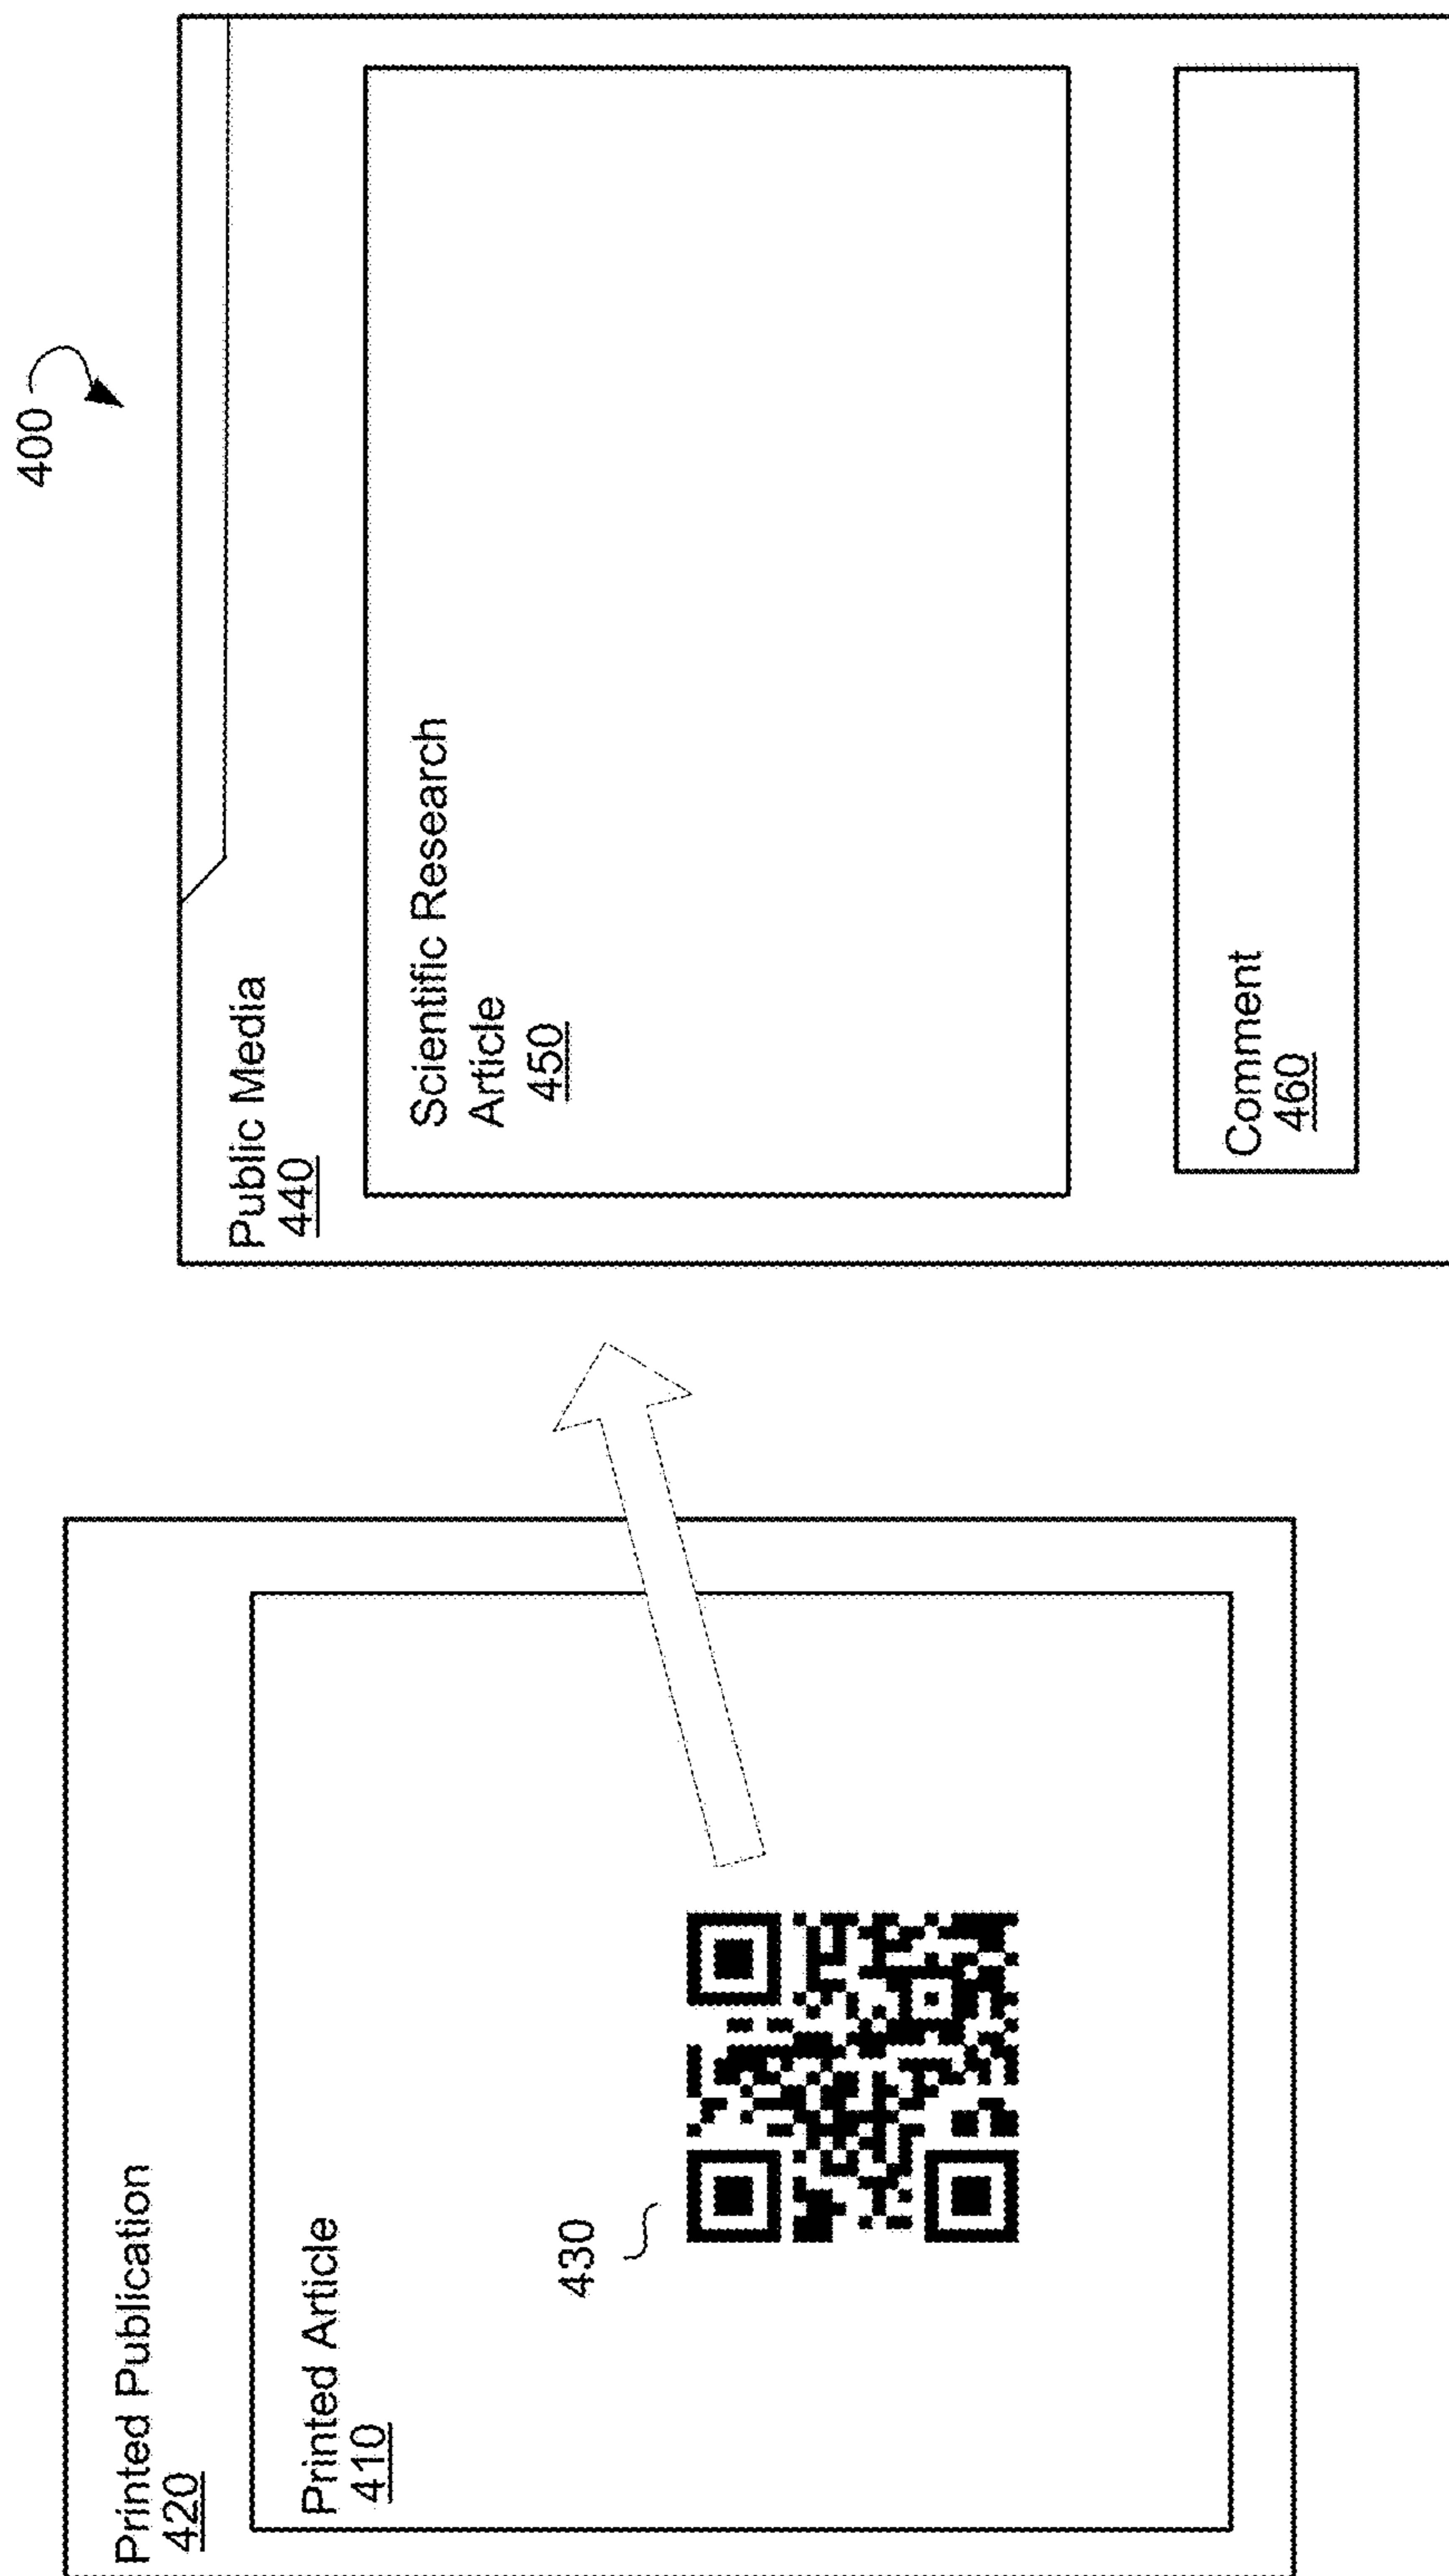 400
Printed Publication
420
Printed Article
410
430
Public Media
440
Scientific Research
Article
450
Comment
460